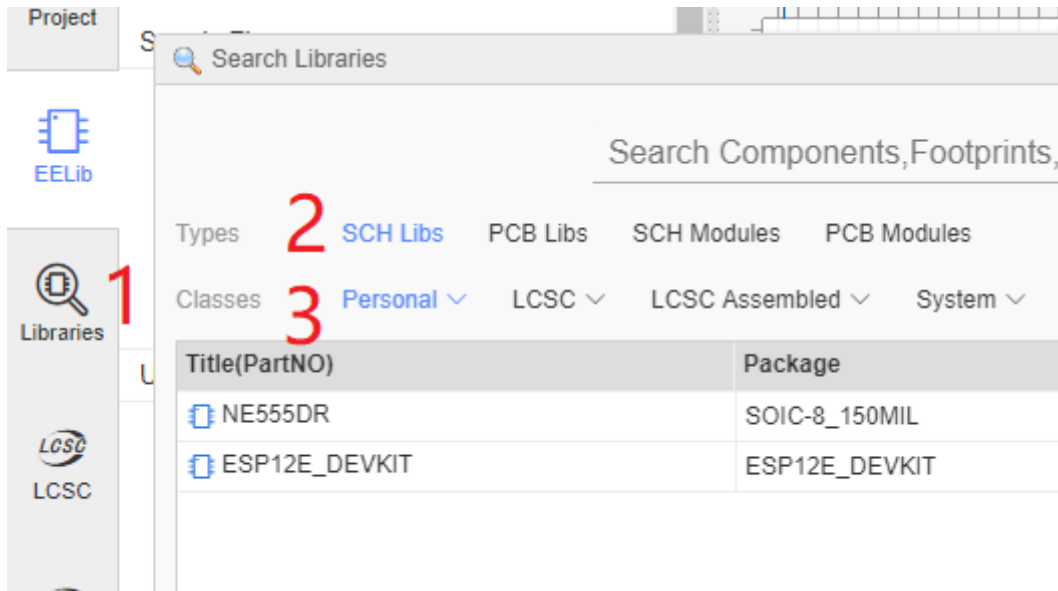 Project
Search Libraries
EELib
Search Components,Footprints,
Types 2 SCH Libs PCB Libs SCH Modules PCB Modules
1
Libraries
Classes 3 Personal LCSC LCSC Assembled System
Title(PartNO) Package
NE555DR SOIC-8_150MIL
ESP12E_DEVKIT ESP12E_DEVKIT
LCSC
LCSC